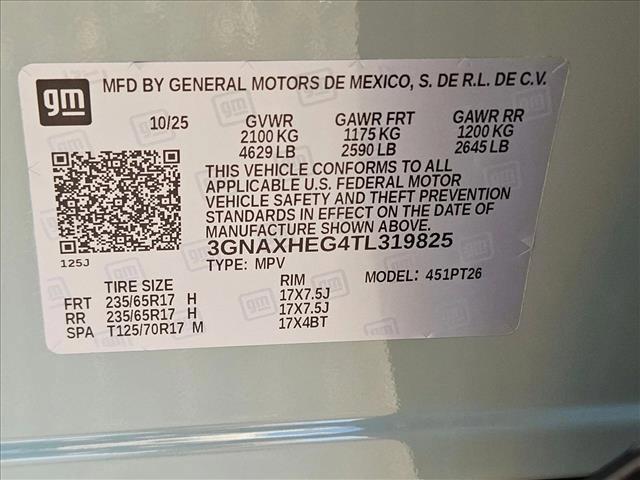 gm
MFD BY GENERAL MOTORS DE MEXICO, S. DE R.L. DE C.V.
10/25 GVWR GAWR FRT GAWR RR
2100 KG 1175 KG 1200 KG
4629 LB 2590 LB 2645 LB
THIS VEHICLE CONFORMS TO ALL
APPLICABLE U.S. FEDERAL MOTOR
VEHICLE SAFETY AND THEFT PREVENTION
STANDARDS IN EFFECT ON THE DATE OF
MANUFACTURE SHOWN ABOVE.
3GNAXHEG4TL319825
125J TYPE: MPV MODEL: 451PT26
TIRE SIZE RIM
FRT 235/65R17 H 17X7.5J
RR 235/65R17 H 17X7.5J
SPA T125/70R17 M 17X4BT